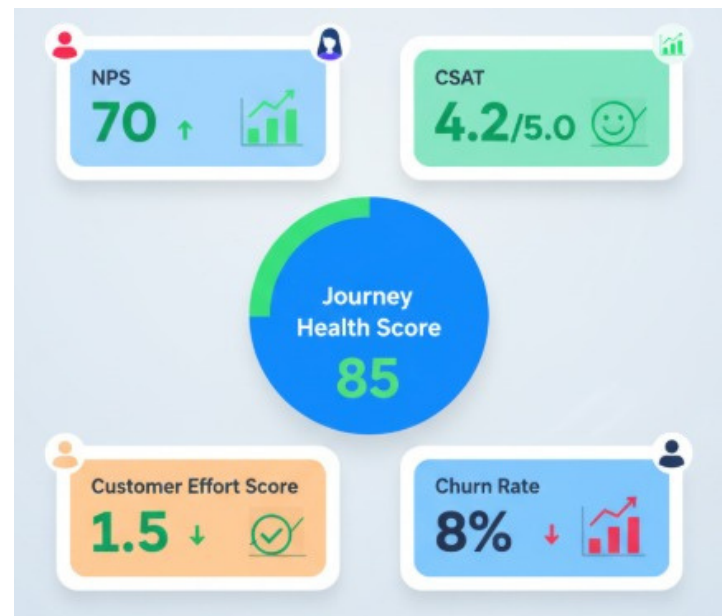 NPS
70 ↑
CSAT
4.2/5.0
Journey
Health Score
85
Customer Effort Score
1.5 ↓
Churn Rate
8% ↓